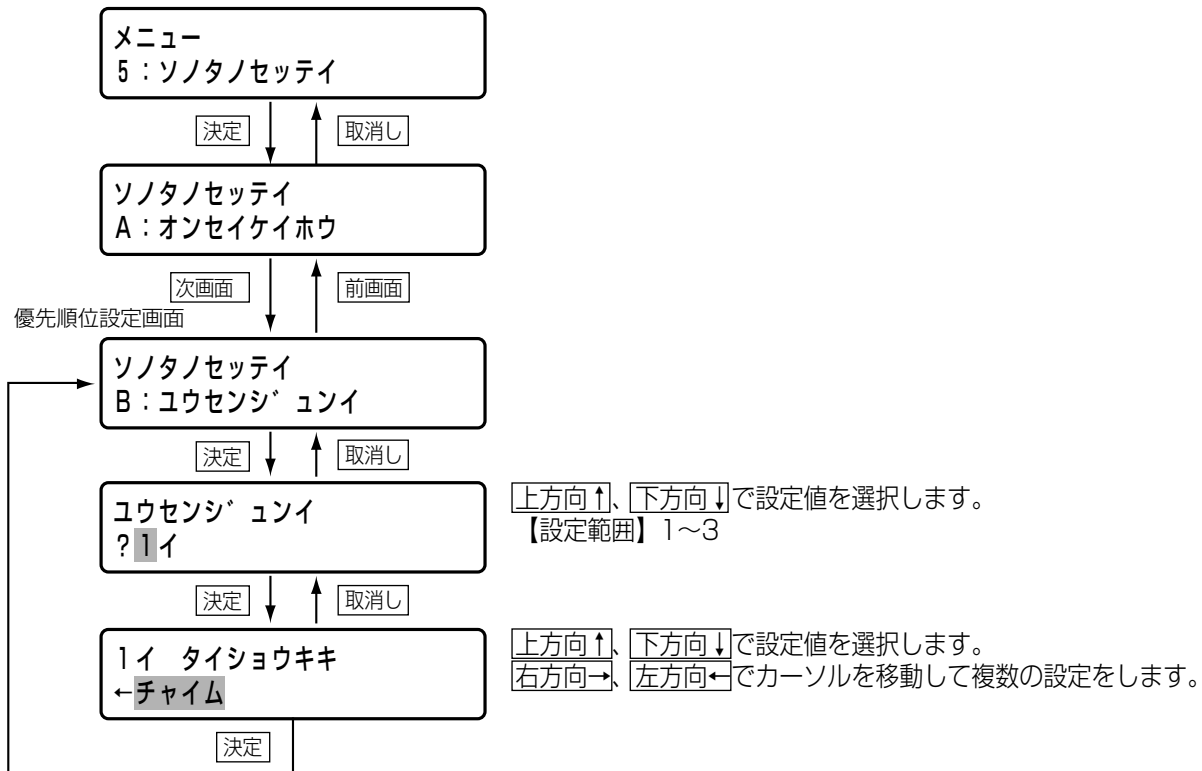 メニュー
5：ソノタノセッテイ
決定 取消し
ソノタノセッテイ
A：オンセイケイホウ
次画面 前画面
優先順位設定画面
ソノタノセッテイ
B：ユウセンシ゛ュンイ
決定 取消し
ユウセンシ゛ュンイ
?1イ
上方向↑、下方向↓で設定値を選択します。
【設定範囲】1～3
決定 取消し
1イ タイショウキキ
←チャイム
上方向↑、下方向↓で設定値を選択します。
右方向→、左方向←でカーソルを移動して複数の設定をします。
決定